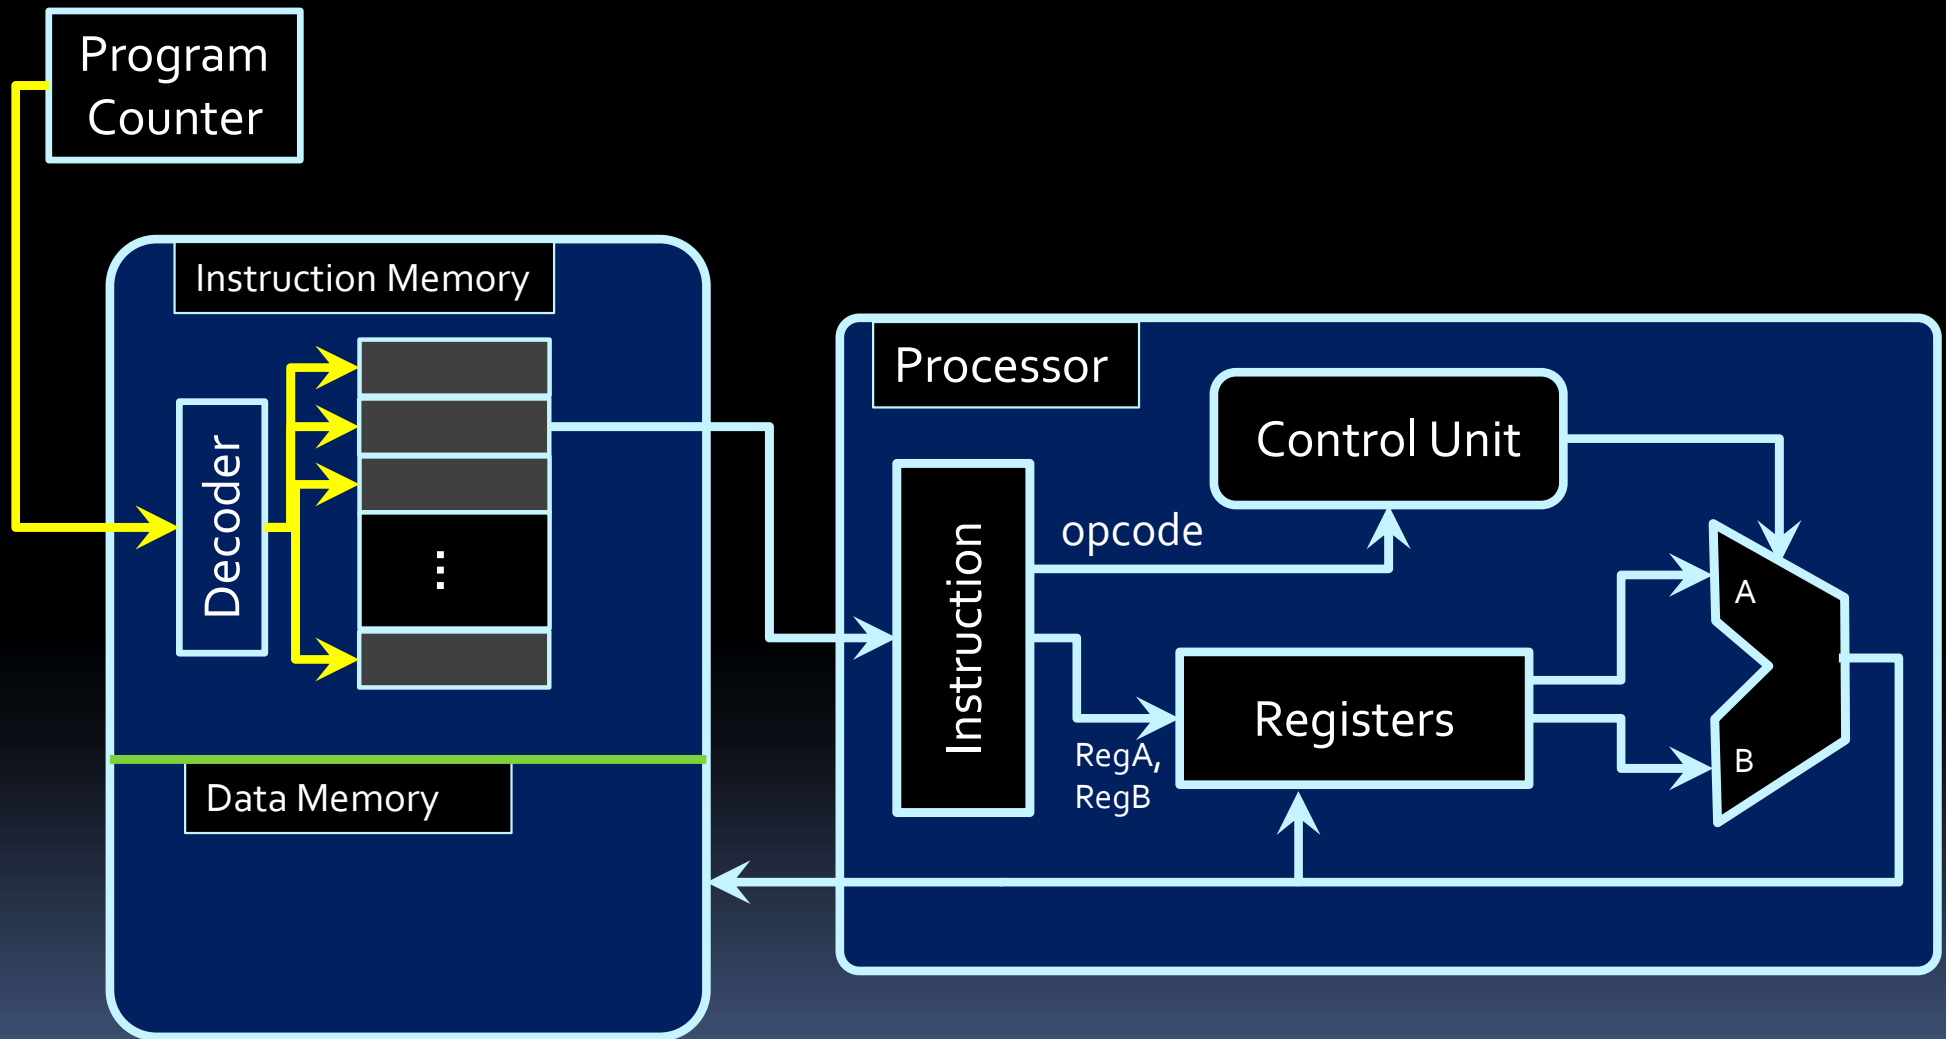 Program
Counter
Instruction Memory
Decoder
...
Data Memory
Processor
Control Unit
Instruction
opcode
RegA,
RegB
Registers
A
B